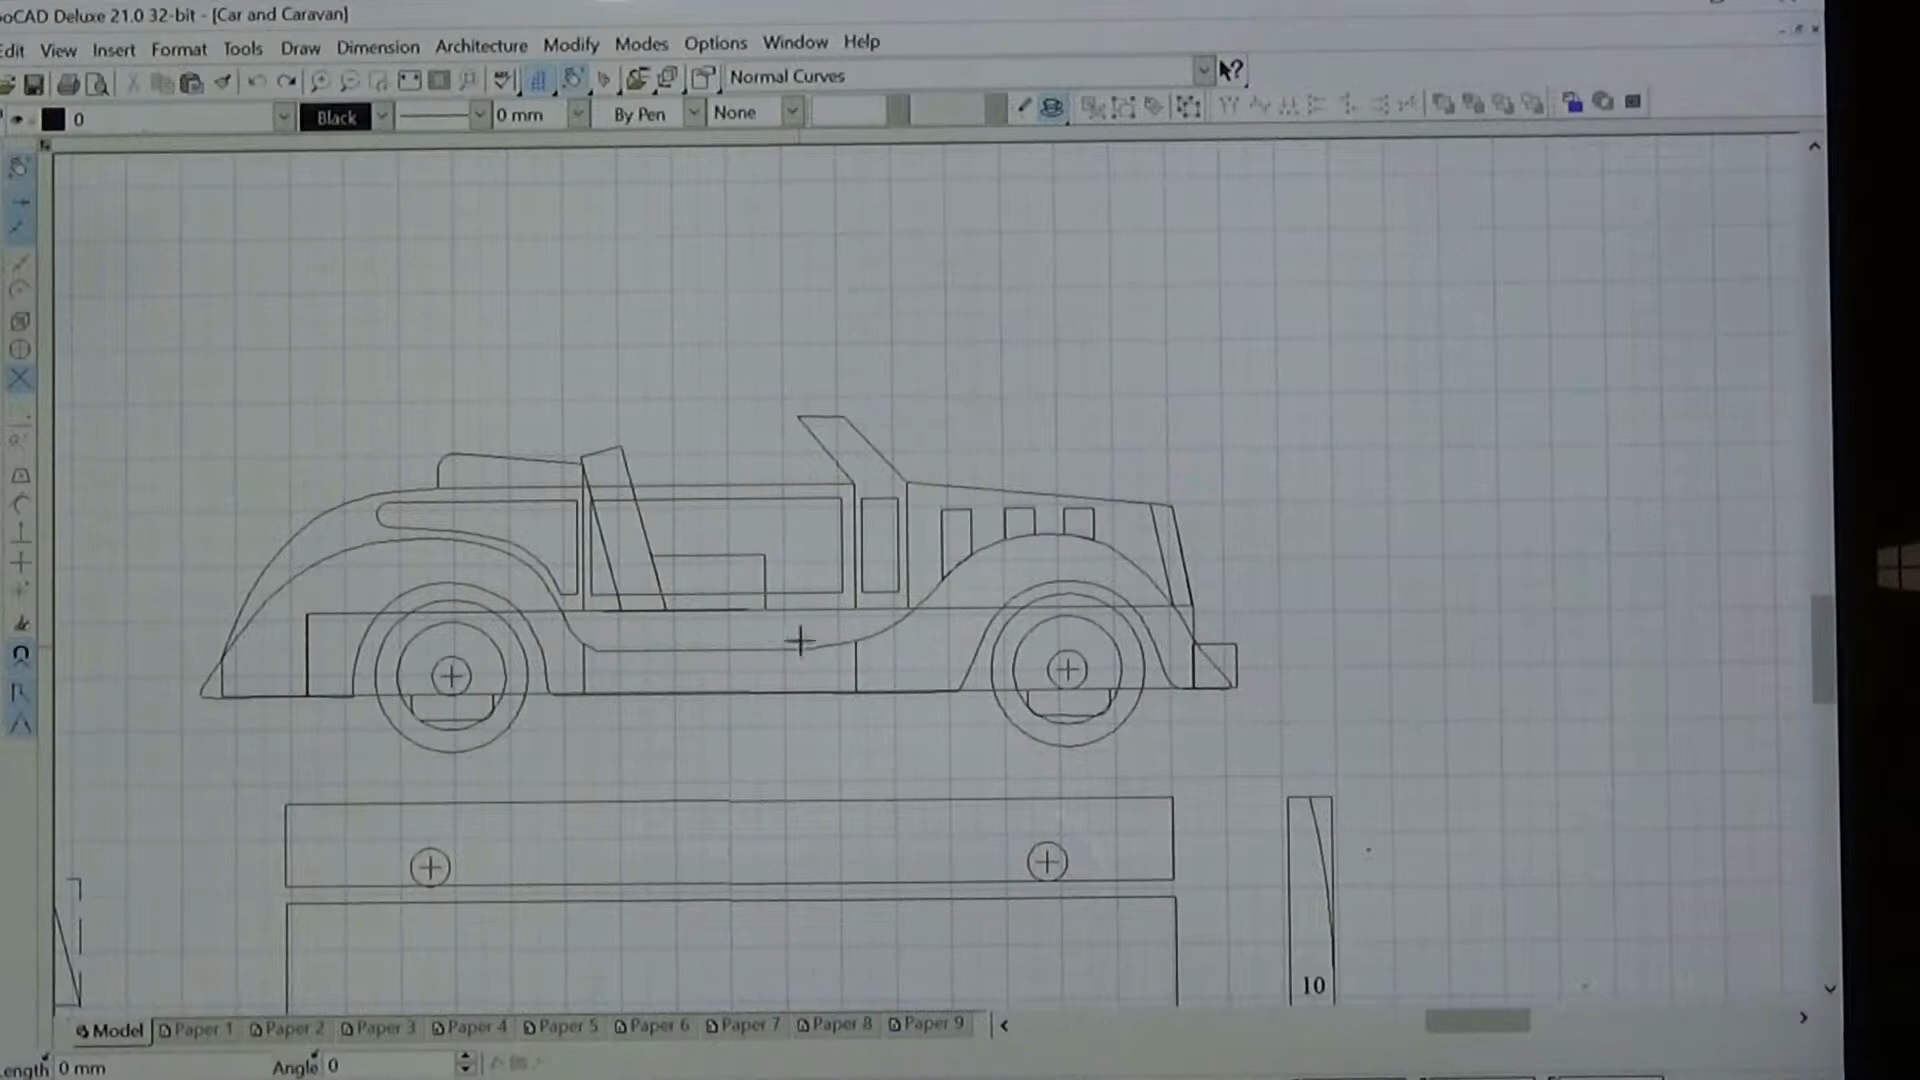 oCAD Deluxe 21.0 32-bit - [Car and Caravan]
Edit View Insert Format Tools Draw Dimension Architecture Modify Modes Options Window Help
Normal Curves
0 Black 0 mm By Pen None
10
Model Paper 1 Paper 2 Paper 3 Paper 4 Paper 5 Paper 6 Paper 7 Paper 8 Paper 9
Length 0 mm Angle 0